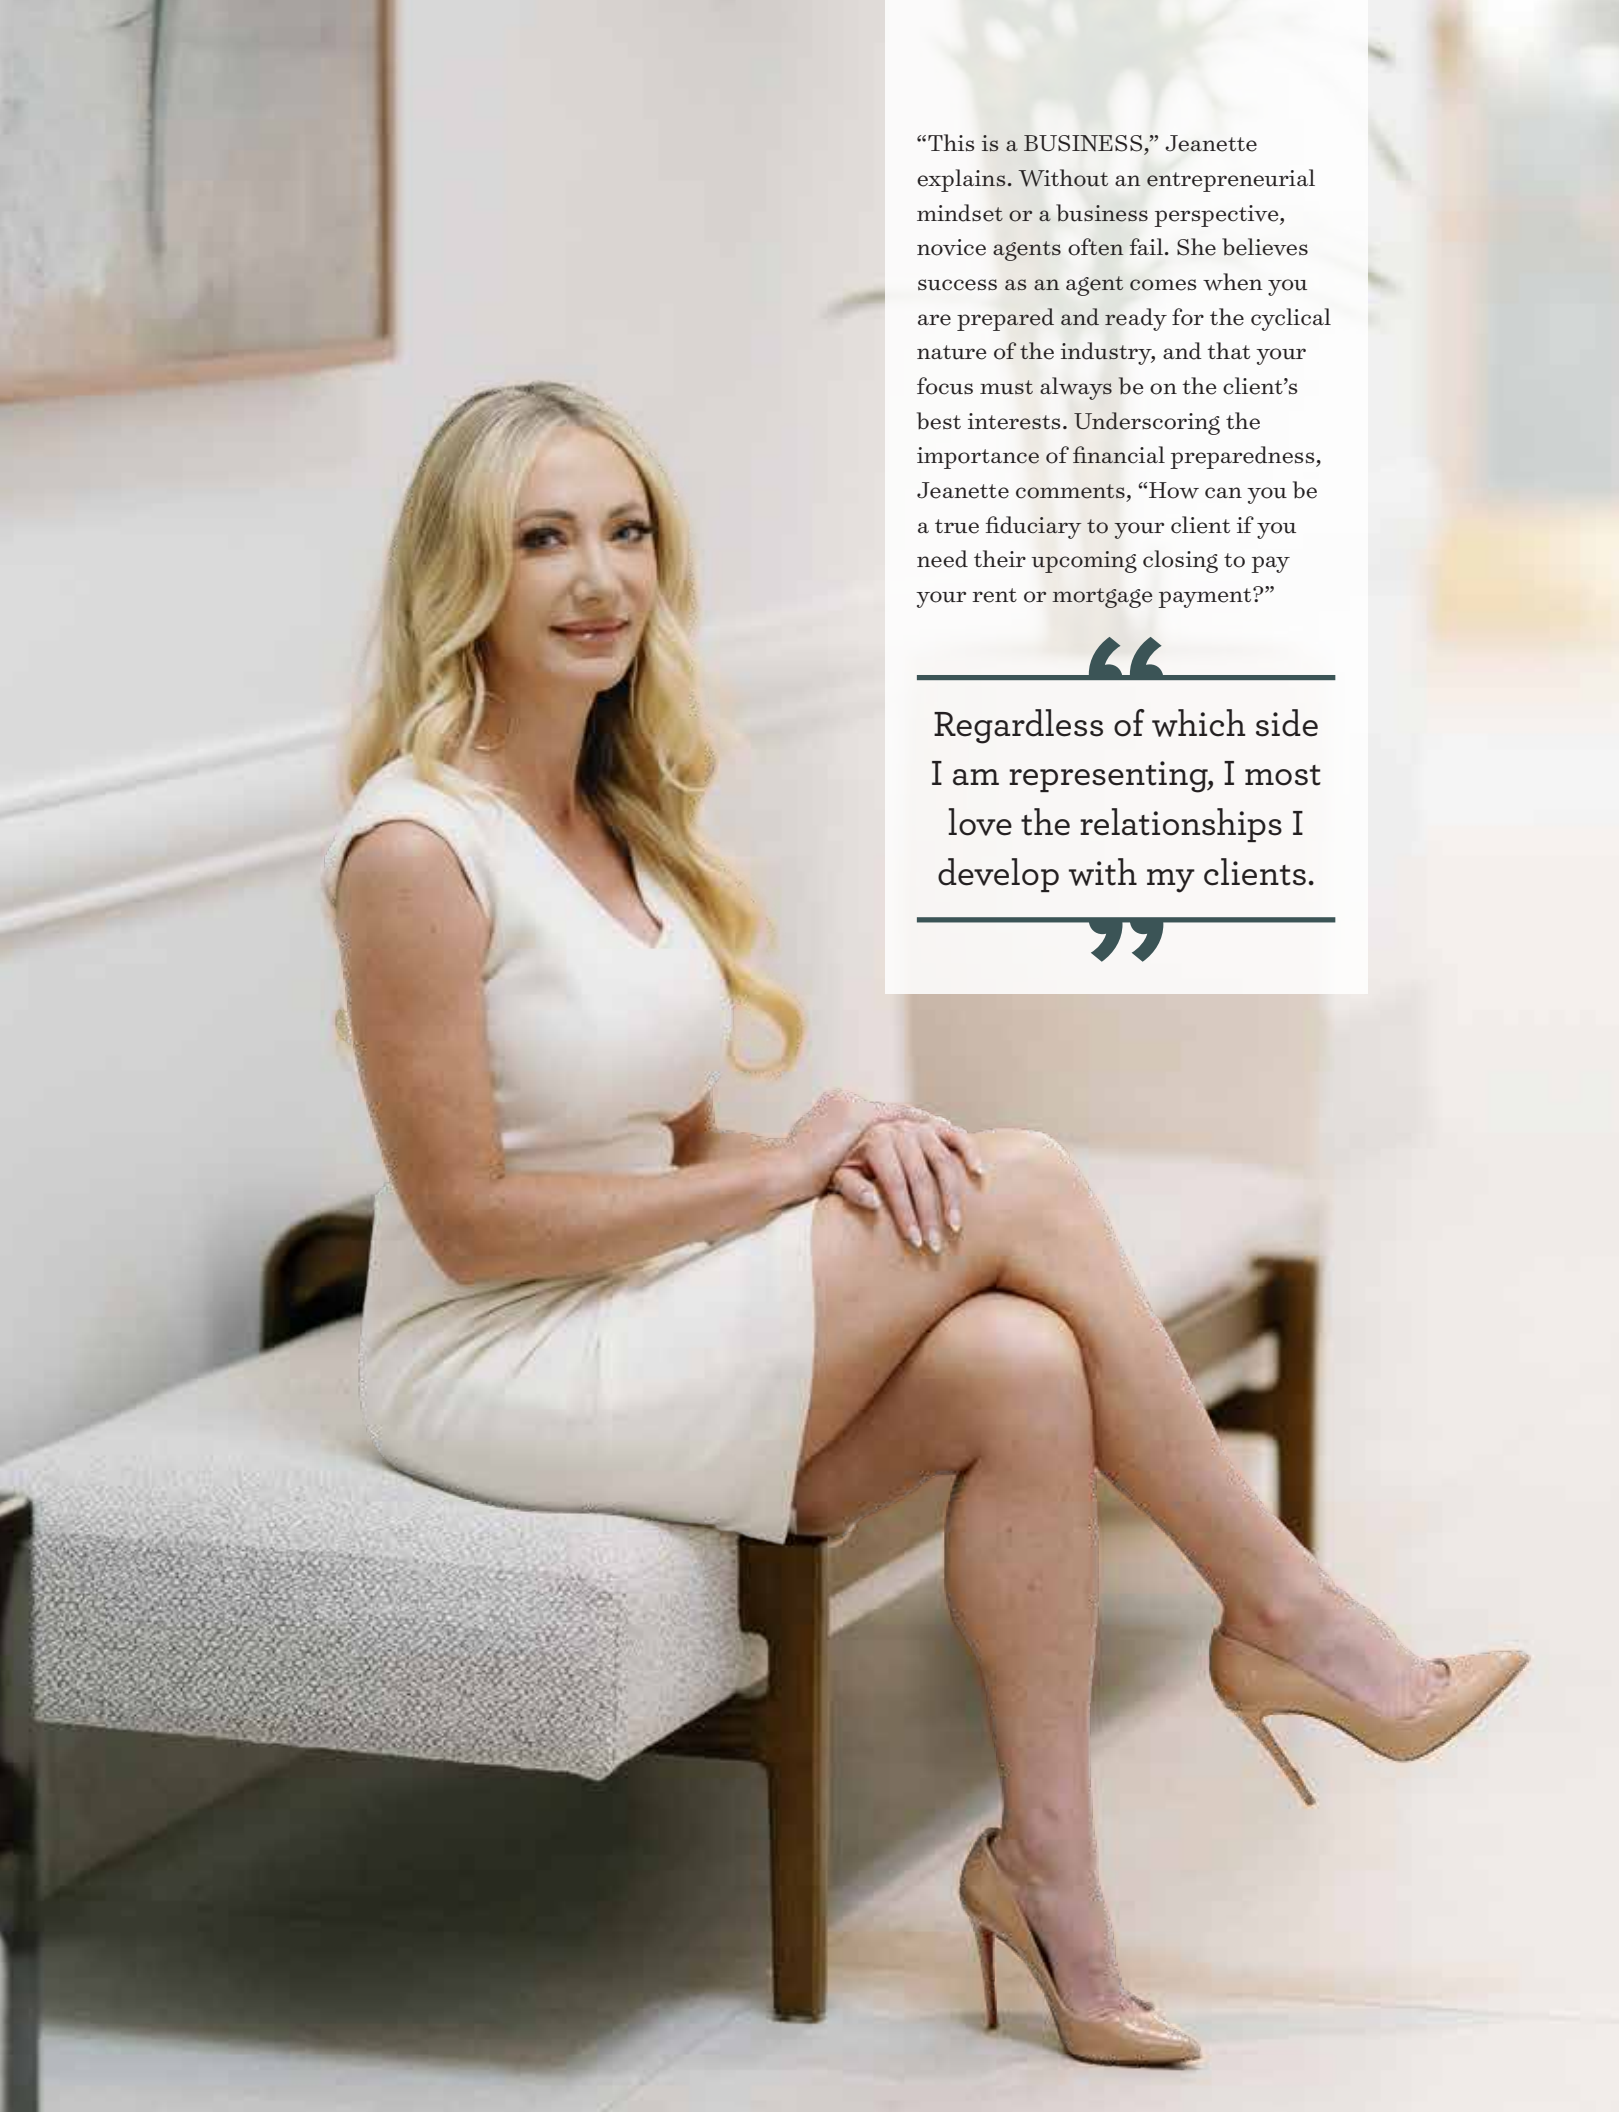 “This is a BUSINESS,” Jeanette
explains. Without an entrepreneurial
mindset or a business perspective,
novice agents often fail. She believes
success as an agent comes when you
are prepared and ready for the cyclical
nature of the industry, and that your
focus must always be on the client’s
best interests. Underscoring the
importance of financial preparedness,
Jeanette comments, “How can you be
a true fiduciary to your client if you
need their upcoming closing to pay
your rent or mortgage payment?”
“
Regardless of which side
I am representing, I most
love the relationships I
develop with my clients.
”